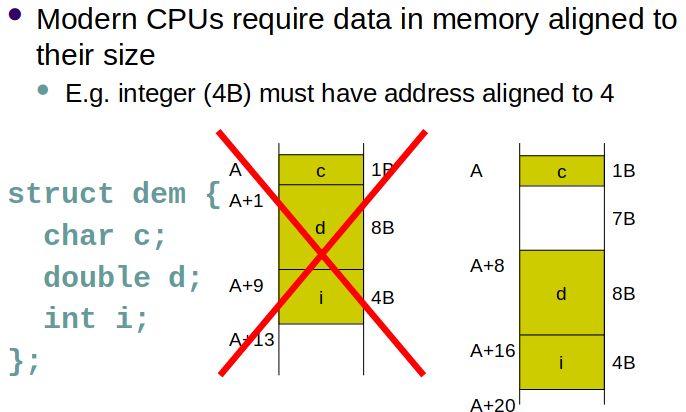 Modern CPUs require data in memory aligned to
their size
E.g. integer (4B) must have address aligned to 4
struct dem {
char c;
double d;
int i;
};
A c 1B
A+1
d 8B
A+9
i 4B
A+13
A c 1B
7B
A+8
d 8B
A+16
i 4B
A+20